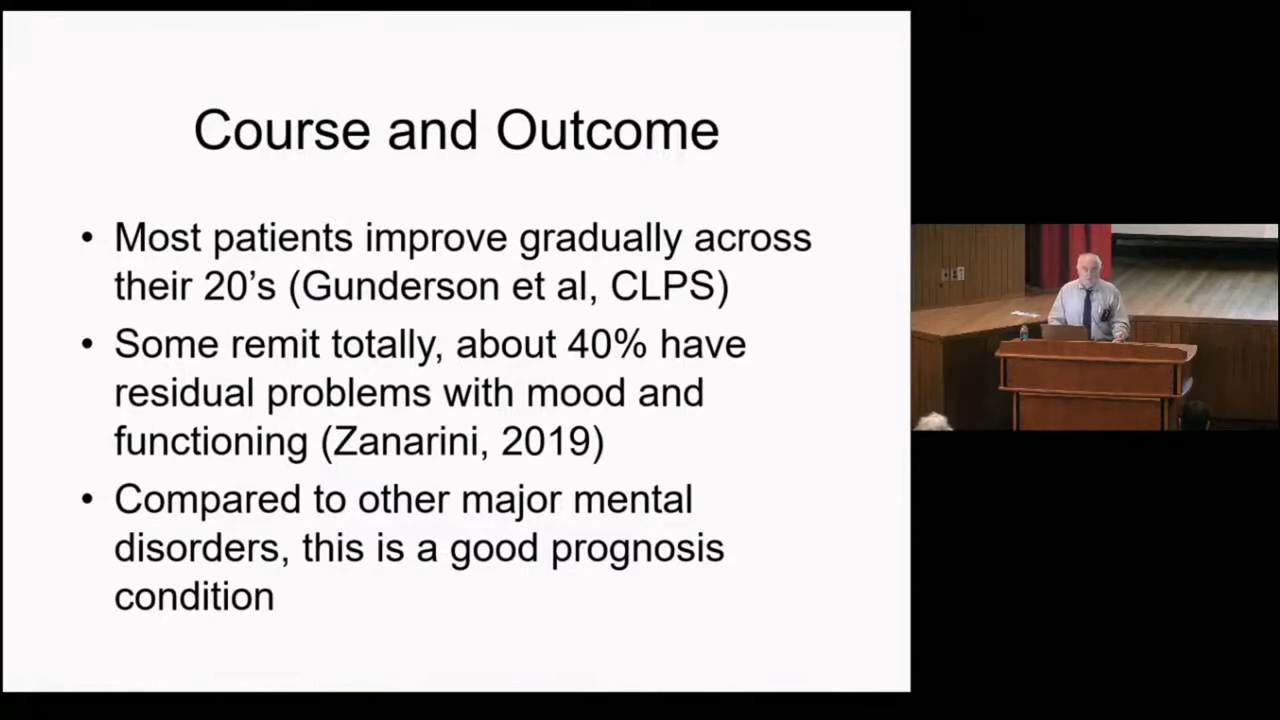 Course and Outcome
• Most patients improve gradually across
their 20’s (Gunderson et al, CLPS)
• Some remit totally, about 40% have
residual problems with mood and
functioning (Zanarini, 2019)
• Compared to other major mental
disorders, this is a good prognosis
condition